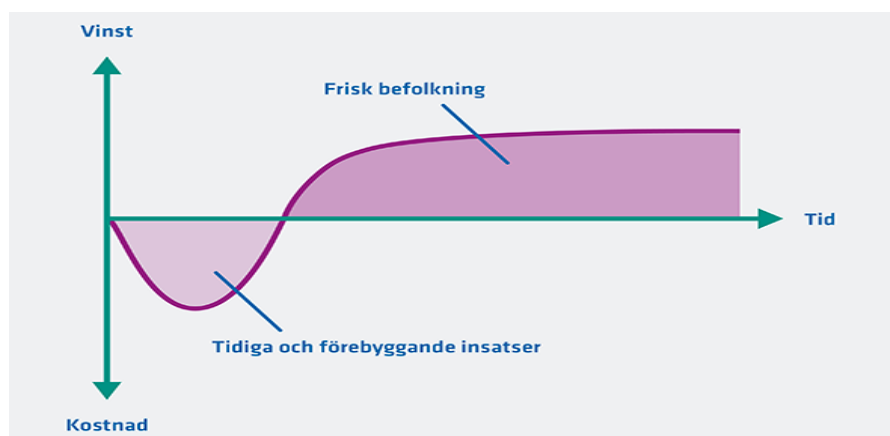 Vinst
Frisk befolkning
Tid
Tidiga och förebyggande insatser
Kostnad